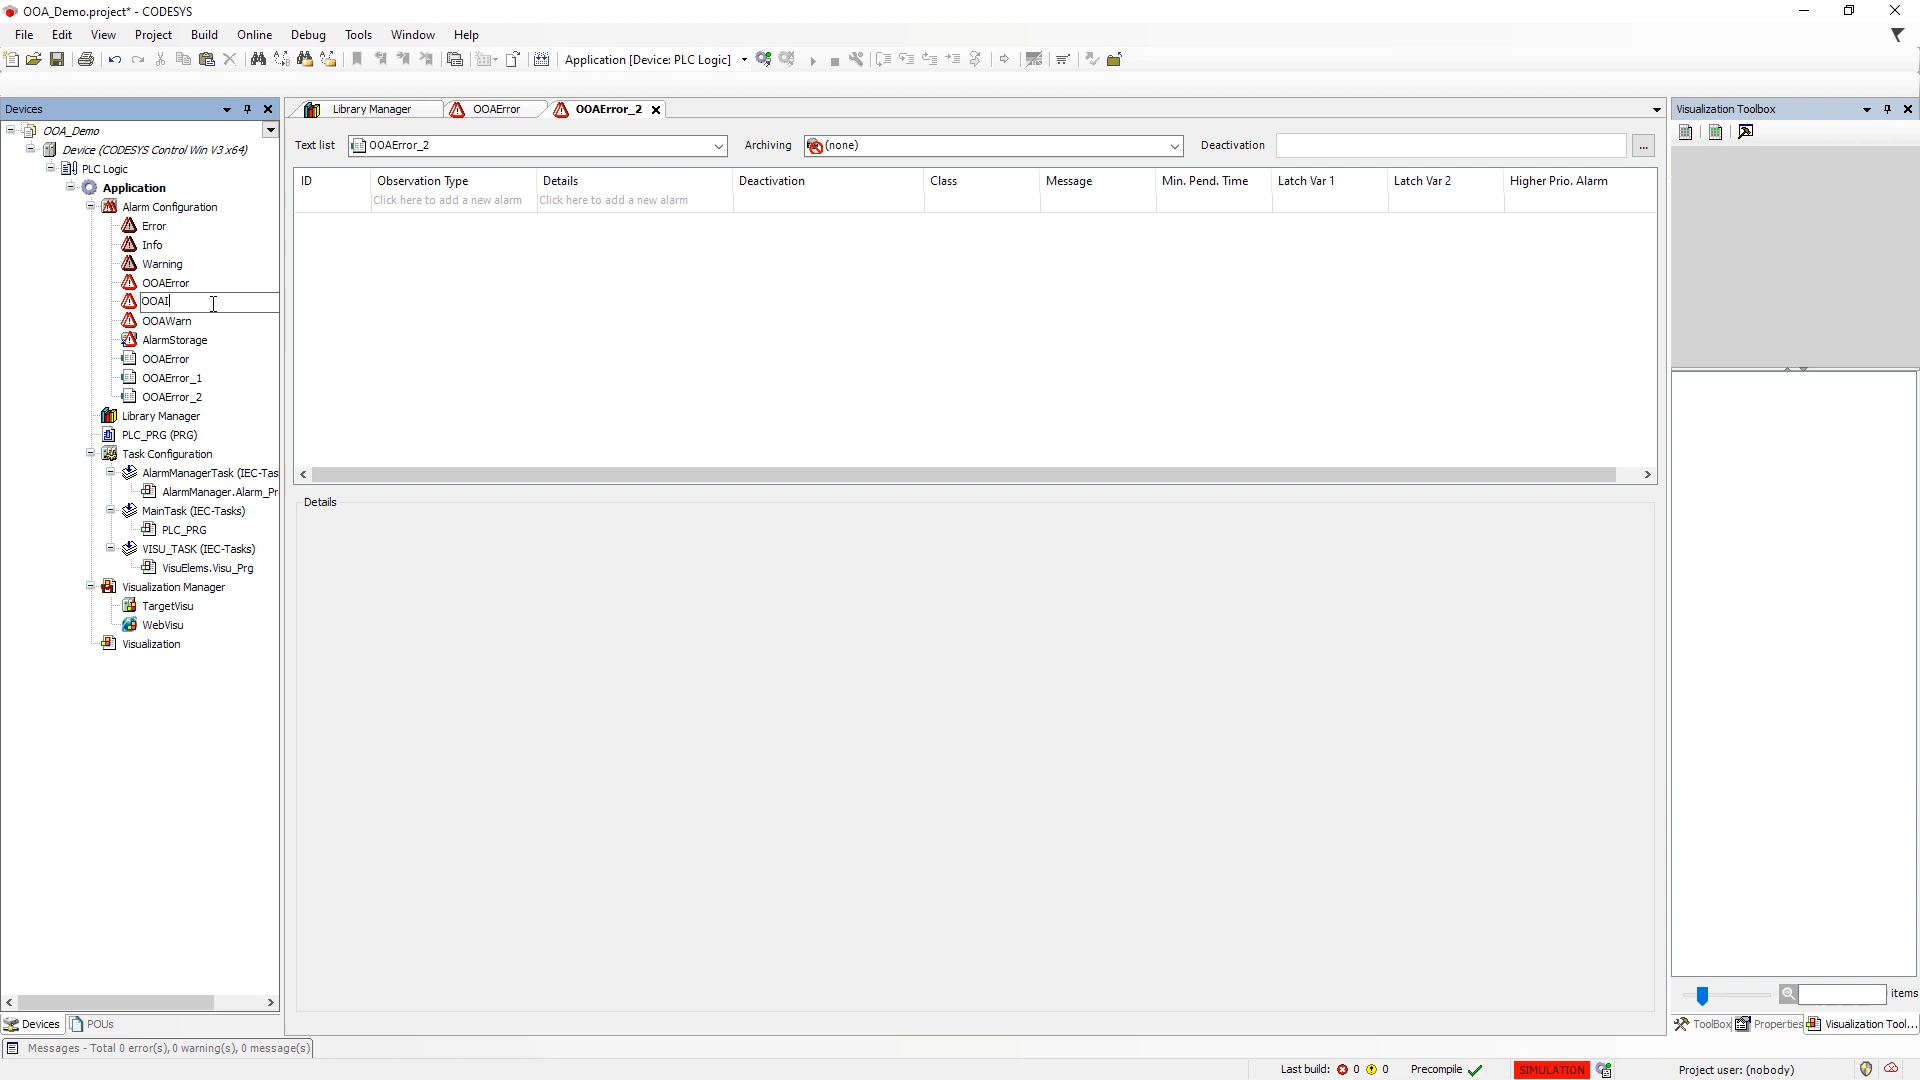 OOA_Demo.project* - CODESYS
File Edit View Project Build Online Debug Tools Window Help
Application [Device: PLC Logic]
Devices
OOA_Demo
Device (CODESYS Control Win V3 x64)
PLC Logic
Application
Alarm Configuration
Error
Info
Warning
OOAError
OOAI
OOAWarn
AlarmStorage
OOAError
OOAError_1
OOAError_2
Library Manager
PLC_PRG (PRG)
Task Configuration
AlarmManagerTask (IEC-Tas
AlarmManager.Alarm_Pr
MainTask (IEC-Tasks)
PLC_PRG
VISU_TASK (IEC-Tasks)
VisuElems.Visu_Prg
Visualization Manager
TargetVisu
WebVisu
Visualization
Devices POUs
Library Manager OOAError OOAError_2
Text list OOAError_2 Archiving (none) Deactivation ...
ID Observation Type Details Deactivation Class Message Min. Pend. Time Latch Var 1 Latch Var 2 Higher Prio. Alarm
Click here to add a new alarm Click here to add a new alarm
Details
Visualization Toolbox
items
ToolBox Properties Visualization Tool...
Messages - Total 0 error(s), 0 warning(s), 0 message(s)
Last build: 0 0 Precompile SIMULATION Project user: (nobody)